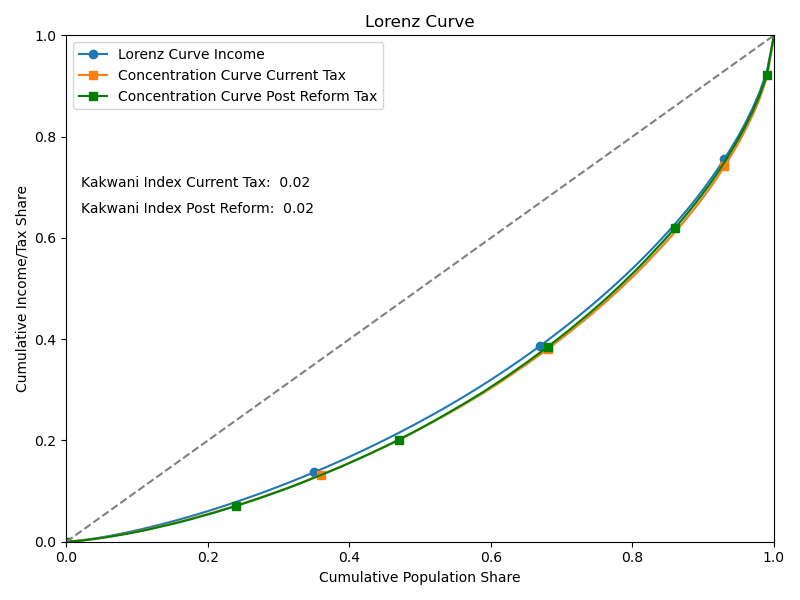 Lorenz Curve
Lorenz Curve Income
Concentration Curve Current Tax
Concentration Curve Post Reform Tax
Kakwani Index Current Tax:  0.02
Kakwani Index Post Reform:  0.02
Cumulative Income/Tax Share
1.0
0.8
0.6
0.4
0.2
0.0
0.0 0.2 0.4 0.6 0.8 1.0
Cumulative Population Share